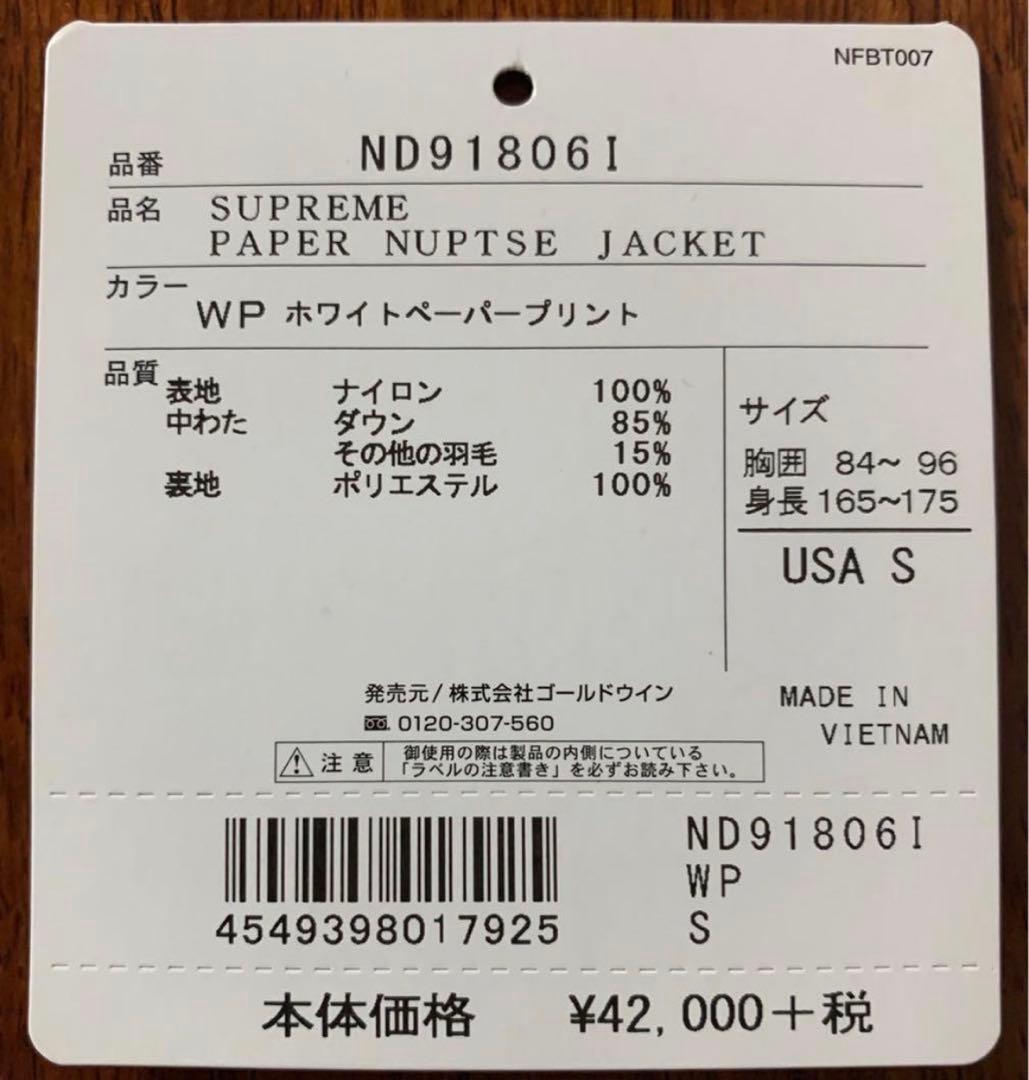 NFBT007
品番 ND91806I
品名 SUPREME
PAPER NUPTSE JACKET
カラー
WP ホワイトペーパープリント
品質
表地 ナイロン 100%
中わた ダウン 85%
その他の羽毛 15%
裏地 ポリエステル 100%
サイズ
胸囲 84~ 96
身長 165~175
USA S
発売元/株式会社ゴールドウイン
0120-307-560
MADE IN
VIETNAM
注意
御使用の際は製品の内側についている
「ラベルの注意書き」を必ずお読み下さい。
4549398017925
ND91806I
WP
S
本体価格 ¥42,000+税